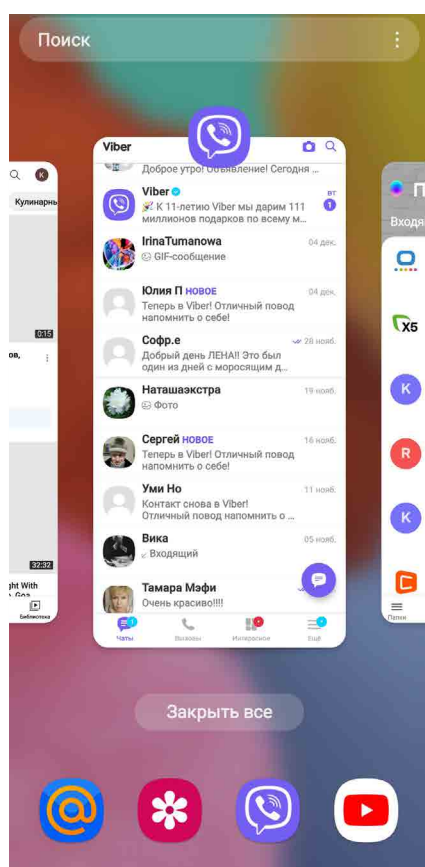 Поиск
Viber
Доброе утро! Объявление! Сегодня ...
Viber
вт
🎉 К 11-летию Viber мы дарим 111
миллионов подарков по всему м...
1
IrinaTumanowa
04 дек.
GIF-сообщение
Юлия П НОВОЕ
04 дек.
Теперь в Viber! Отличный повод
напомнить о себе!
Софр.е
28 нояб.
Добрый день ЛЕНА!! Это был
один из дней с моросящим д...
Наташаэкстра
19 нояб.
Фото
Сергей НОВОЕ
16 нояб.
Теперь в Viber! Отличный повод
напомнить о себе!
Уми Но
11 нояб.
Контакт снова в Viber!
Отличный повод напомнить о ...
Вика
05 нояб.
Входящий
Тамара Мэфи
Очень красиво!!!!
Чаты
Вызовы
Интересное
Ещё
К
Кулинарнь
0:15
ов,
32:32
ght With
Библиотека
П
Входя
X5
K
R
K
Папки
Закрыть все